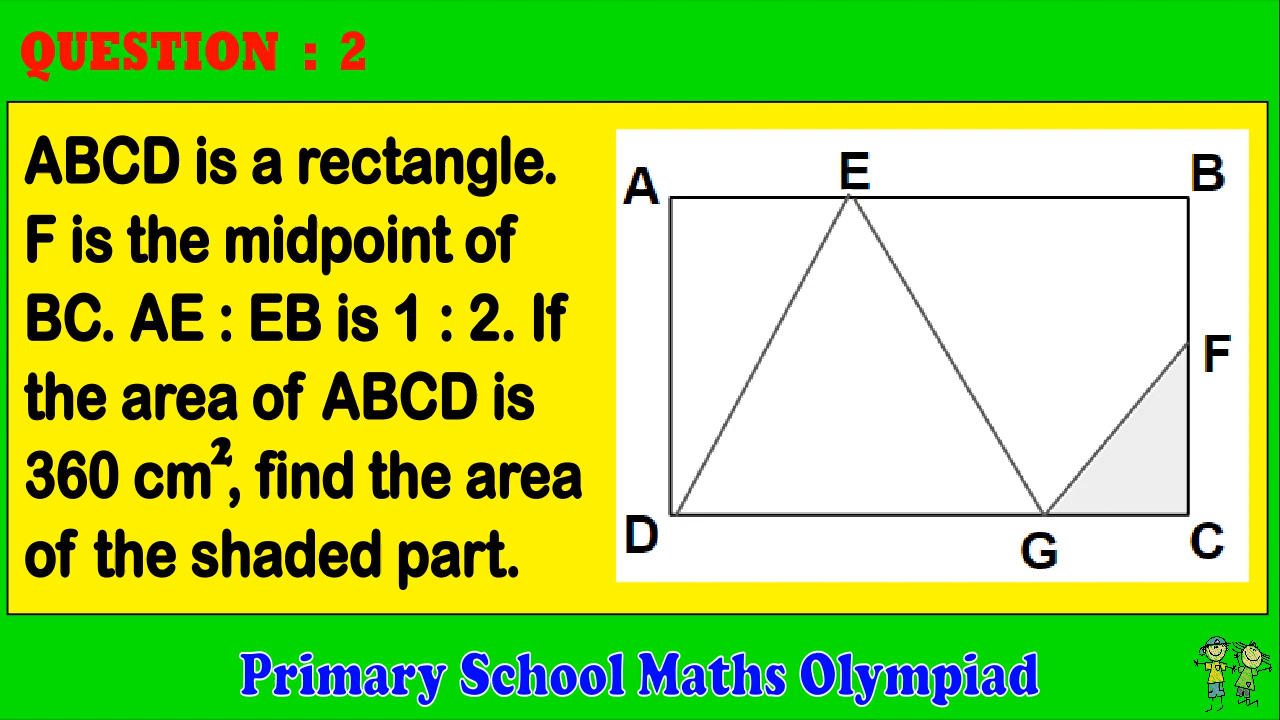 QUESTION : 2
ABCD is a rectangle.
F is the midpoint of
BC. AE : EB is 1 : 2. If
the area of ABCD is
360 cm², find the area
of the shaded part.
A
E
B
F
D
G
C
Primary School Maths Olympiad